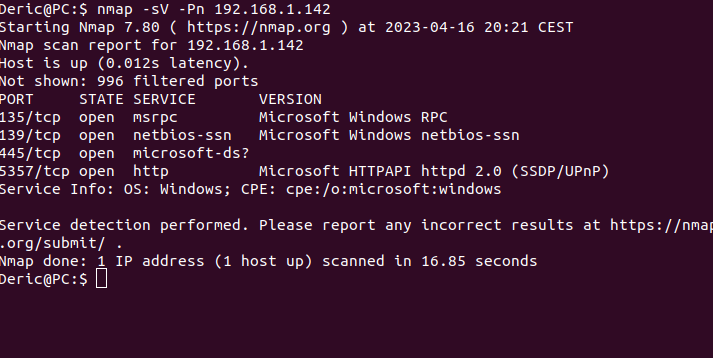 Deric@PC:$ nmap -sV -Pn 192.168.1.142
Starting Nmap 7.80 ( https://nmap.org ) at 2023-04-16 20:21 CEST
Nmap scan report for 192.168.1.142
Host is up (0.012s latency).
Not shown: 996 filtered ports
PORT     STATE SERVICE       VERSION
135/tcp  open  msrpc         Microsoft Windows RPC
139/tcp  open  netbios-ssn   Microsoft Windows netbios-ssn
445/tcp  open  microsoft-ds?
5357/tcp open  http          Microsoft HTTPAPI httpd 2.0 (SSDP/UPnP)
Service Info: OS: Windows; CPE: cpe:/o:microsoft:windows

Service detection performed. Please report any incorrect results at https://nmap
.org/submit/ .
Nmap done: 1 IP address (1 host up) scanned in 16.85 seconds
Deric@PC:$